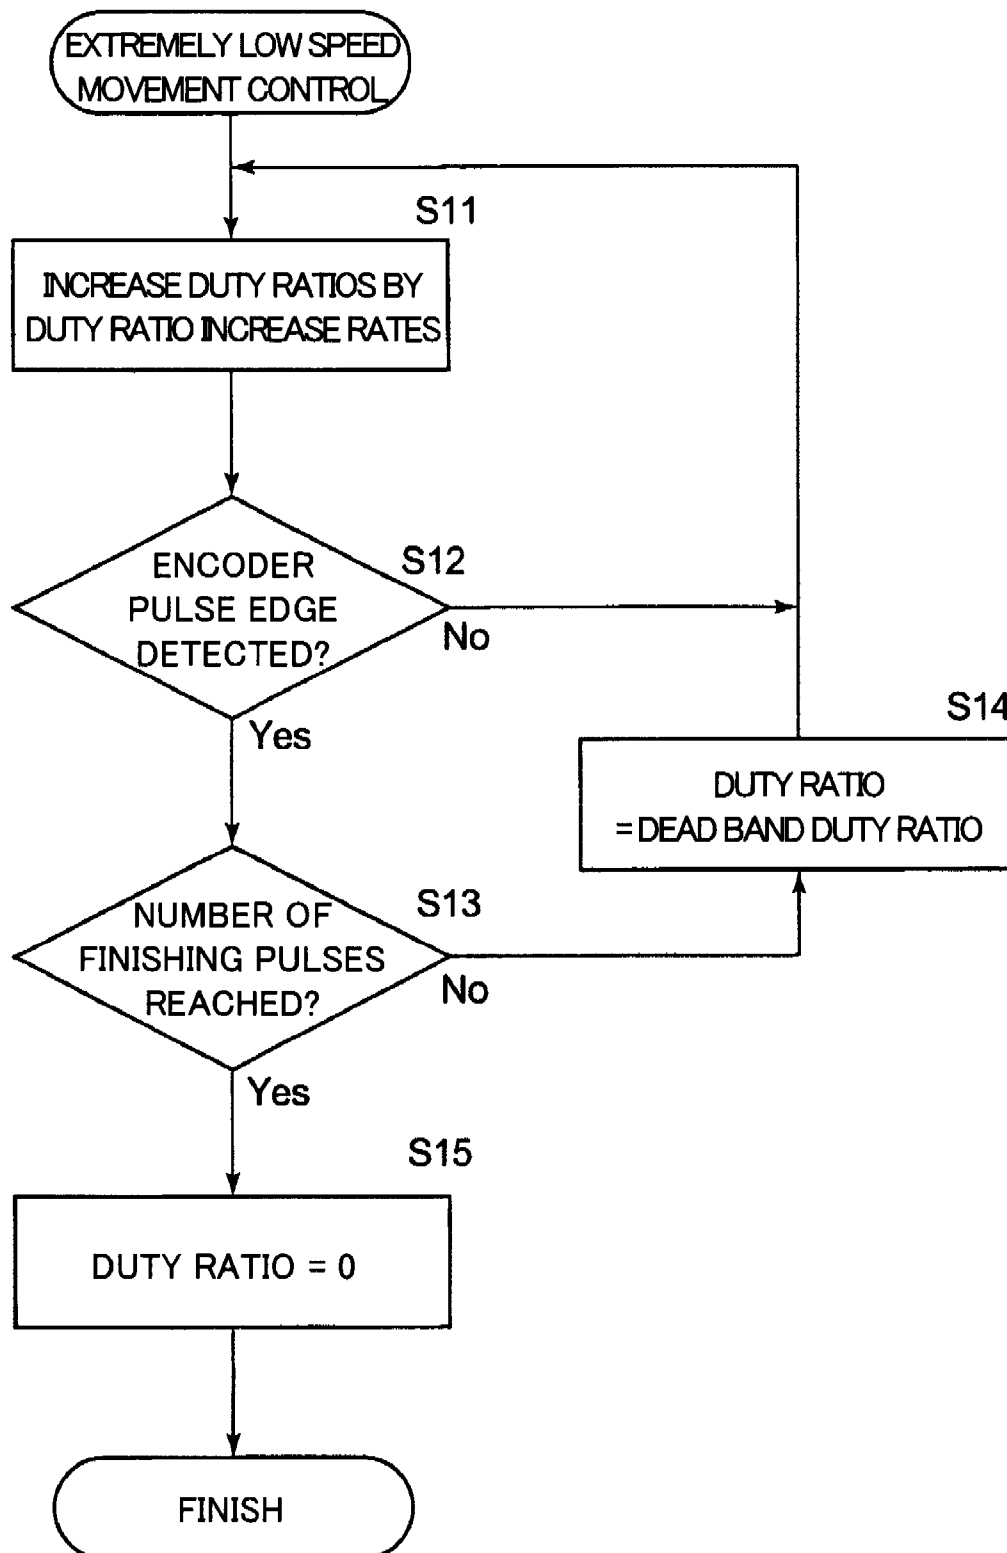 EXTREMELY LOW SPEED
MOVEMENT CONTROL
S11
INCREASE DUTY RATIOS BY
DUTY RATIO INCREASE RATES
S12
ENCODER
PULSE EDGE
DETECTED?
No
Yes
S14
DUTY RATIO
= DEAD BAND DUTY RATIO
S13
NUMBER OF
FINISHING PULSES
REACHED?
No
Yes
S15
DUTY RATIO = 0
FINISH